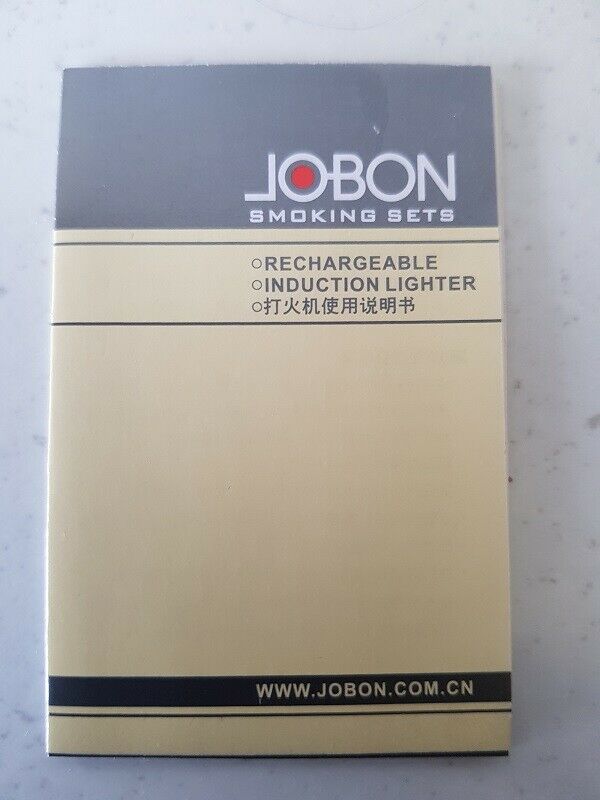 JOBON
SMOKING SETS
○RECHARGEABLE
○INDUCTION LIGHTER
○打火机使用说明书
WWW.JOBON.COM.CN